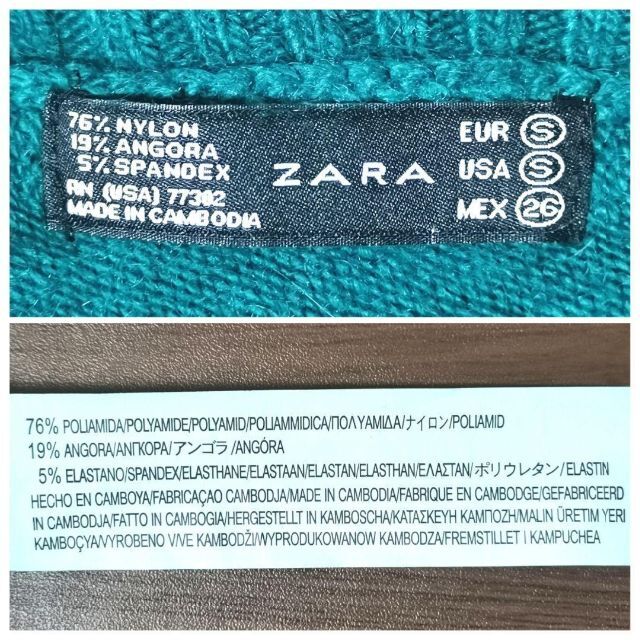 76% NYLON
19% ANGORA
5% SPANDEX
RN (USA) 77302
MADE IN CAMBODIA
ZARA
EUR S
USA S
MEX 26
76% POLIAMIDA/POLYAMIDE/POLYAMID/POLIAMMIDICA/ΠΟΛΥΑΜΙΔΑ/ナイロン/POLIAMID
19% ANGORA/ΑΝΓΚΟΡΑ/アンゴラ/ANGÓRA
5% ELASTANO/SPANDEX/ELASTHANE/ELASTAAN/ELASTAN/ELASTHAN/ΕΛΑΣΤΑΝ/ポリウレタン/ELASTIN
HECHO EN CAMBOYA/FABRICAÇAO CAMBODJA/MADE IN CAMBODIA/FABRIQUE EN CAMBODGE/GEFABRICEERD
IN CAMBODJA/FATTO IN CAMBOGIA/HERGESTELLT IN KAMBOSCHA/ΚΑΤΑΣΚΕΥΗ ΚΑΜΠΟΖΗ/MALIN ÜRETIM YERI
KAMBOÇYA/VYROBENO V/VE KAMBODŽI/WYPRODUKOWANOW KAMBODZA/FREMSTILLET I KAMPUCHEA